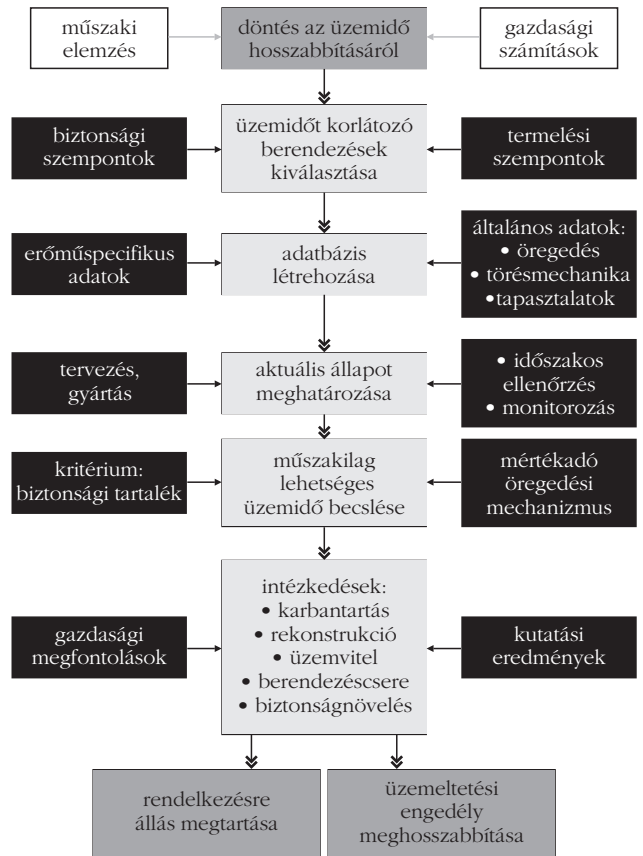 műszaki
elemzés
döntés az üzemidő
hosszabbításáról
gazdasági
számítások
biztonsági
szempontok
üzemidőt korlátozó
berendezések
kiválasztása
termelési
szempontok
erőműspecifikus
adatok
adatbázis
létrehozása
általános adatok:
• öregedés
• törésmechanika
•tapasztalatok
tervezés,
gyártás
aktuális állapot
meghatározása
• időszakos
ellenőrzés
• monitorozás
kritérium:
biztonsági tartalék
műszakilag
lehetséges
üzemidő becslése
mértékadó
öregedési
mechanizmus
gazdasági
megfontolások
intézkedések:
• karbantartás
• rekonstrukció
• üzemvitel
• berendezéscsere
• biztonságnövelés
kutatási
eredmények
rendelkezésre
állás megtartása
üzemeltetési
engedély
meghosszabbítása